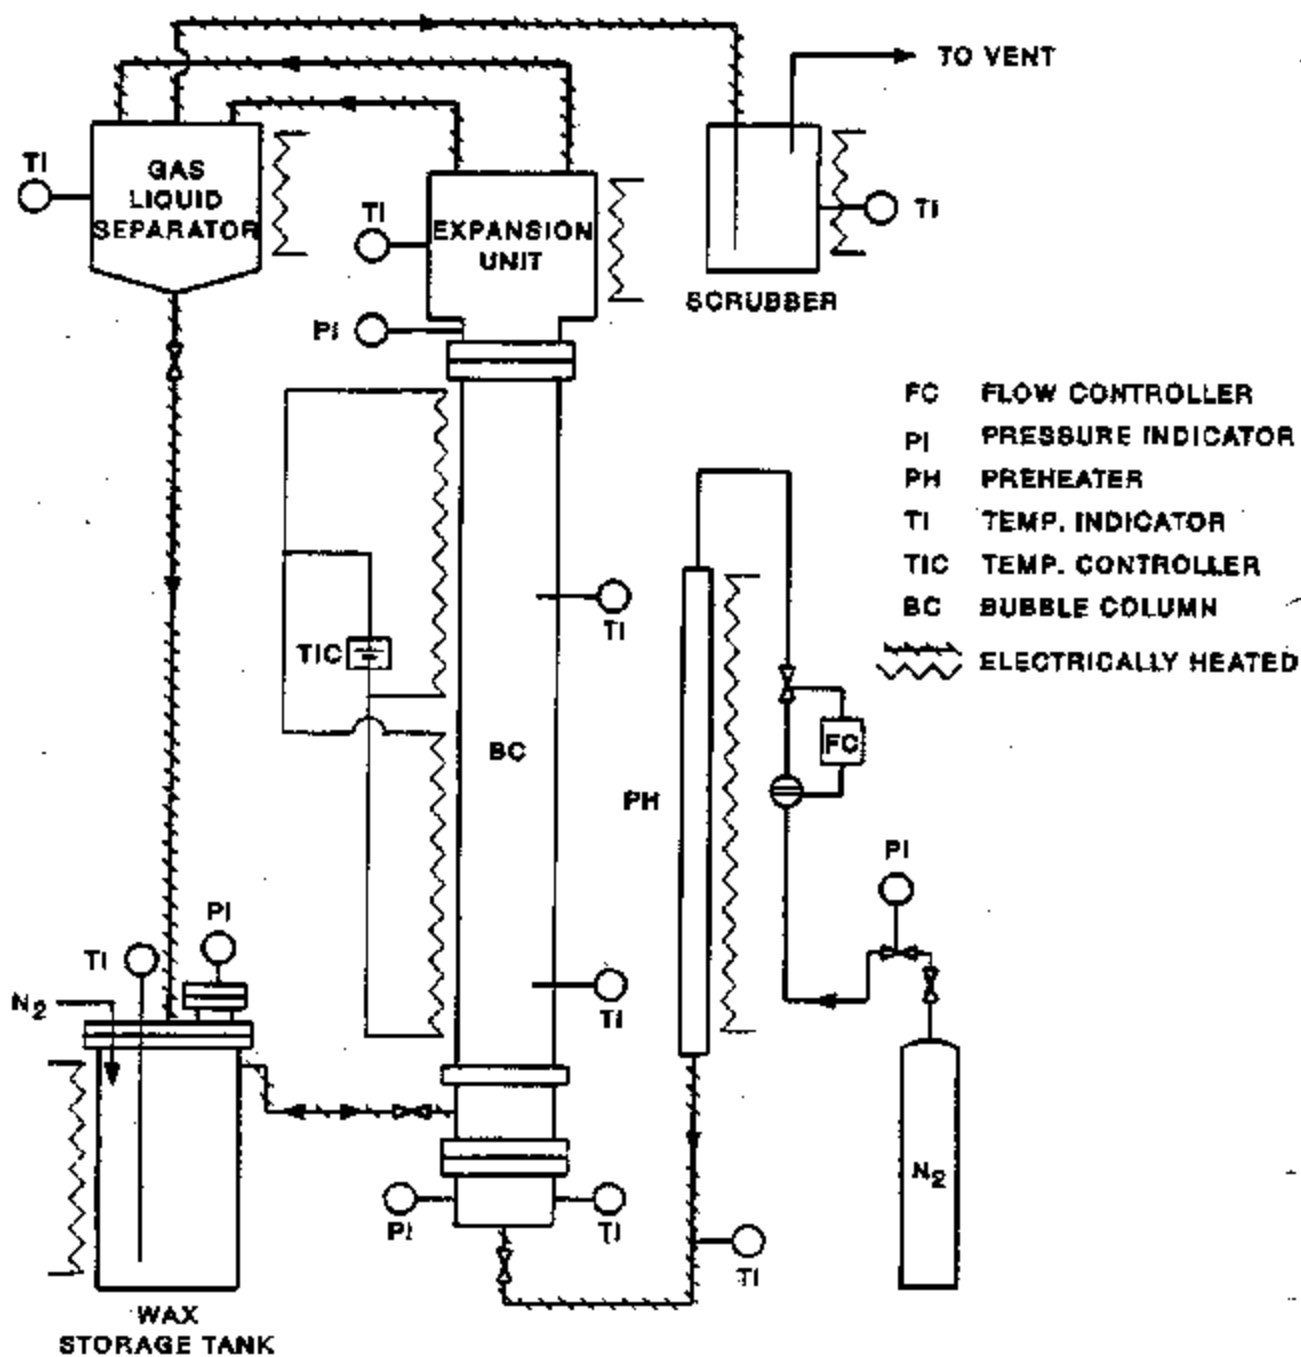 TO VENT
TI
GAS
LIQUID
SEPARATOR
TI
EXPANSION
UNIT
TI
SCRUBBER
PI
FC FLOW CONTROLLER
PI PRESSURE INDICATOR
PH PREHEATER
TI TEMP. INDICATOR
TIC TEMP. CONTROLLER
BC BUBBLE COLUMN
ELECTRICALLY HEATED
TI
TIC
BC
FC
PH
PI
PI
TI
N2
TI
N2
PI
TI
TI
WAX
STORAGE TANK